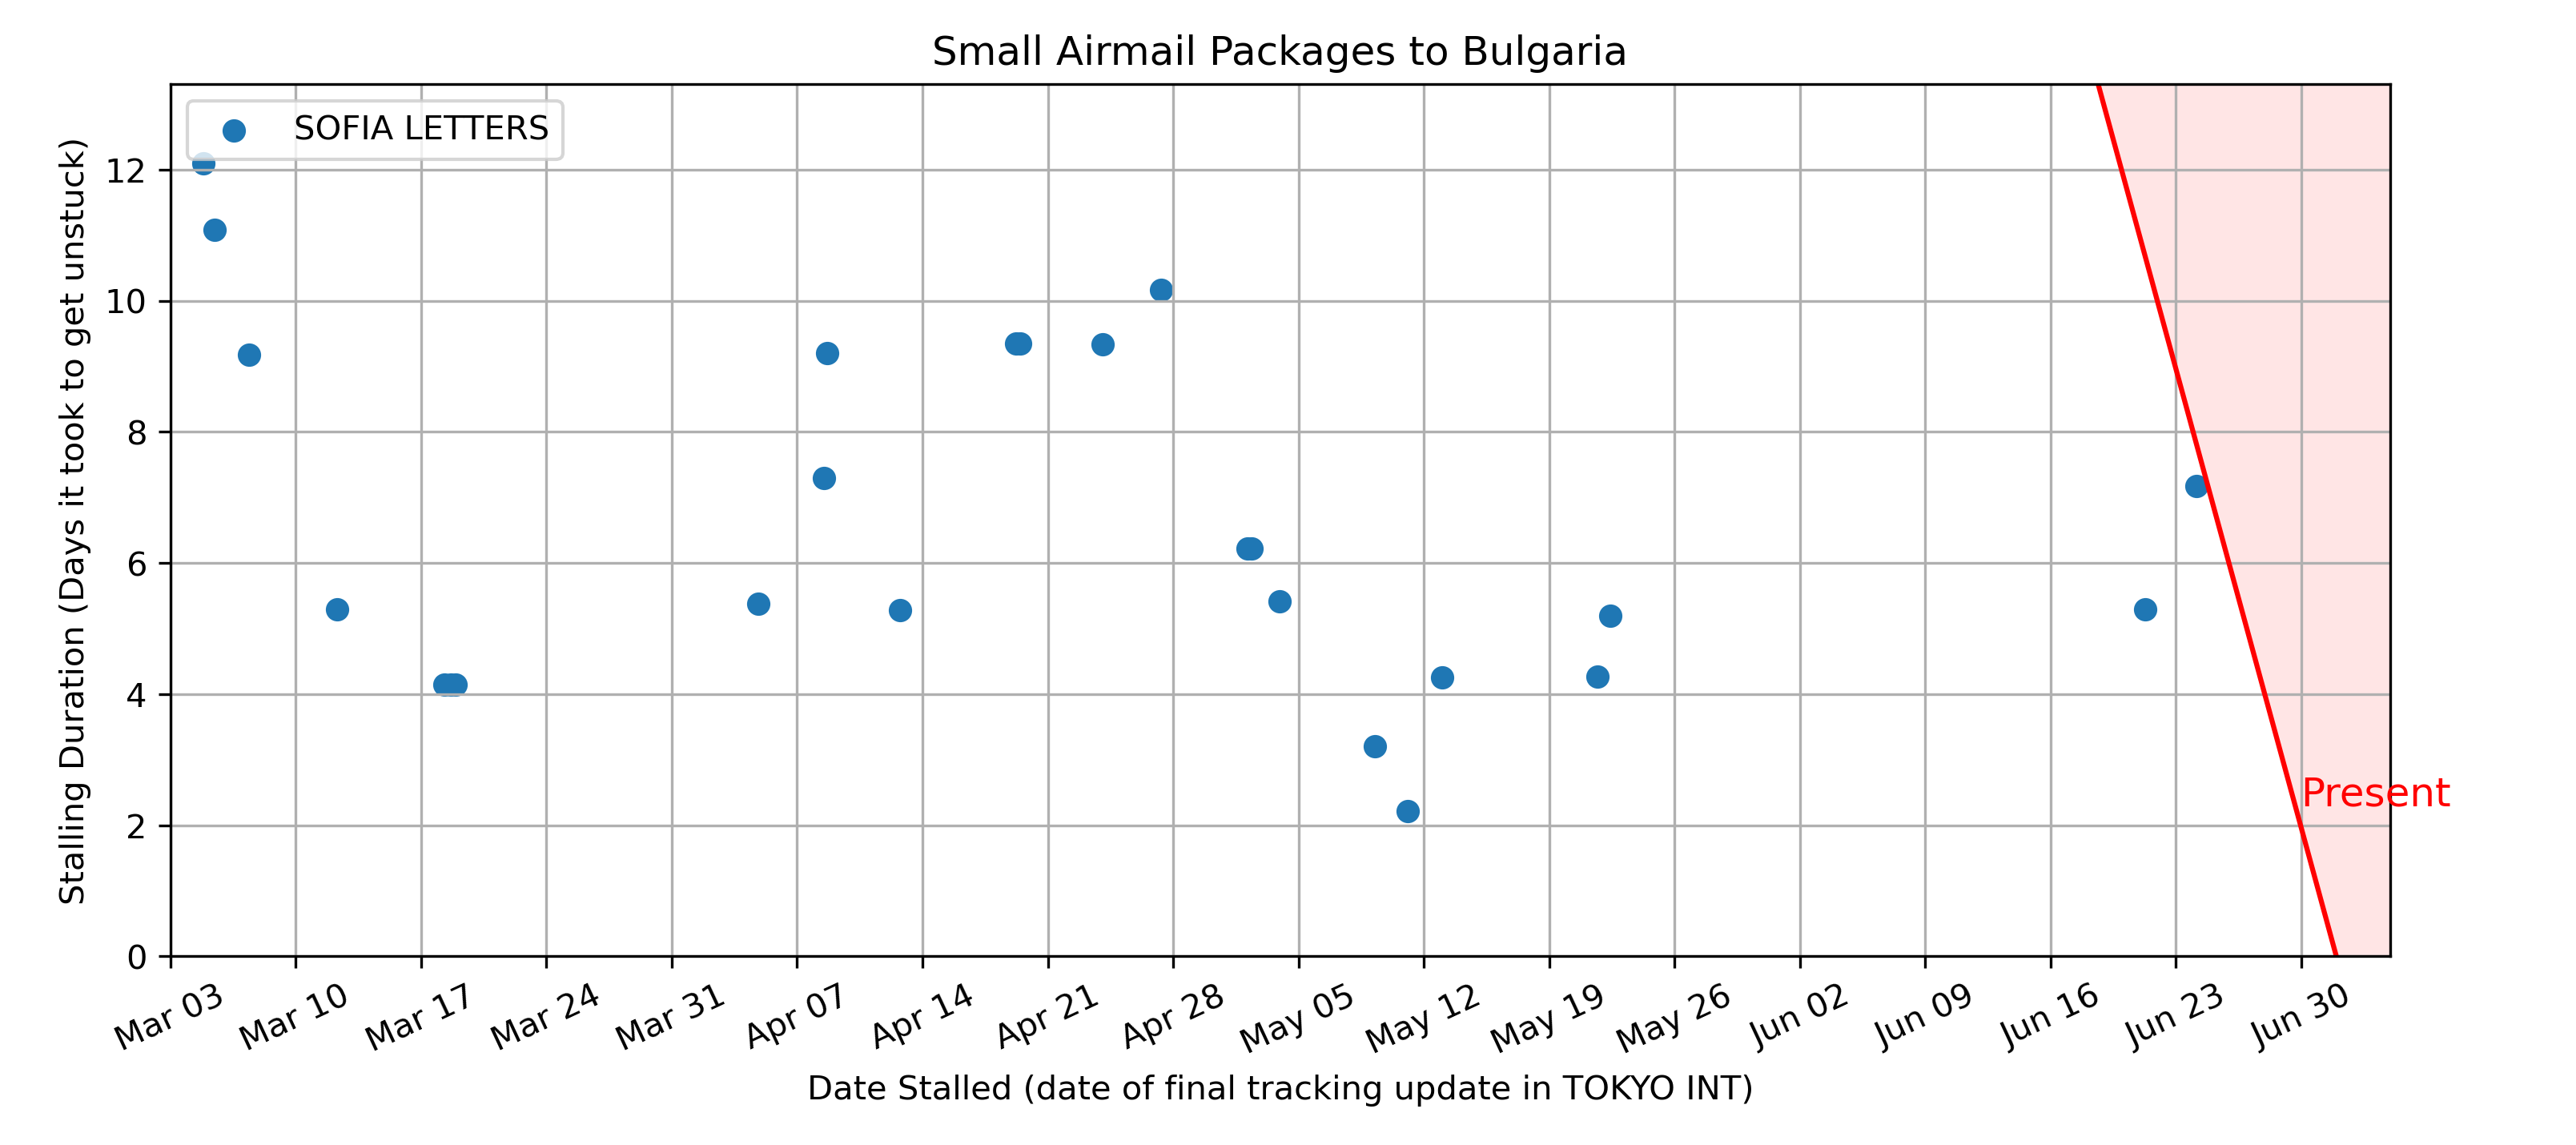 Small Airmail Packages to Bulgaria
SOFIA LETTERS
Stalling Duration (Days it took to get unstuck)
12
10
8
6
4
2
0
Present
Mar 03
Mar 10
Mar 17
Mar 24
Mar 31
Apr 07
Apr 14
Apr 21
Apr 28
May 05
May 12
May 19
May 26
Jun 02
Jun 09
Jun 16
Jun 23
Jun 30
Date Stalled (date of final tracking update in TOKYO INT)